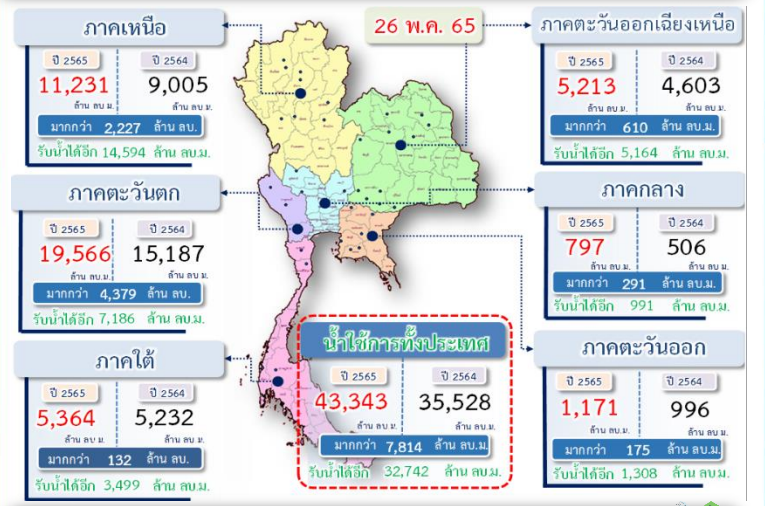 26 พ.ค. 65
ภาคเหนือ
ปี 2565 ปี 2564
11,231 9,005
ล้าน ลบ.ม. ล้าน ลบ.ม.
มากกว่า 2,227 ล้าน ลบ.
รับน้ำได้อีก 14,594 ล้าน ลบ.ม.
ภาคตะวันออกเฉียงเหนือ
ปี 2565 ปี 2564
5,213 4,603
ล้าน ลบ.ม. ล้าน ลบ.ม.
มากกว่า 610 ล้าน ลบ.ม.
รับน้ำได้อีก 5,164 ล้าน ลบ.ม.
ภาคตะวันตก
ปี 2565 ปี 2564
19,566 15,187
ล้าน ลบ.ม. ล้าน ลบ.ม.
มากกว่า 4,379 ล้าน ลบ.
รับน้ำได้อีก 7,186 ล้าน ลบ.ม.
ภาคกลาง
ปี 2565 ปี 2564
797 506
ล้าน ลบ.ม. ล้าน ลบ.ม.
มากกว่า 291 ล้าน ลบ.ม.
รับน้ำได้อีก 991 ล้าน ลบ.ม.
ภาคใต้
ปี 2565 ปี 2564
5,364 5,232
ล้าน ลบ.ม. ล้าน ลบ.ม.
มากกว่า 132 ล้าน ลบ.
รับน้ำได้อีก 3,499 ล้าน ลบ.ม.
น้ำใช้การทั้งประเทศ
ปี 2565 ปี 2564
43,343 35,528
ล้าน ลบ.ม. ล้าน ลบ.ม.
มากกว่า 7,814 ล้าน ลบ.ม.
รับน้ำได้อีก 32,742 ล้าน ลบ.ม.
ภาคตะวันออก
ปี 2565 ปี 2564
1,171 996
ล้าน ลบ.ม. ล้าน ลบ.ม.
มากกว่า 175 ล้าน ลบ.ม.
รับน้ำได้อีก 1,308 ล้าน ลบ.ม.